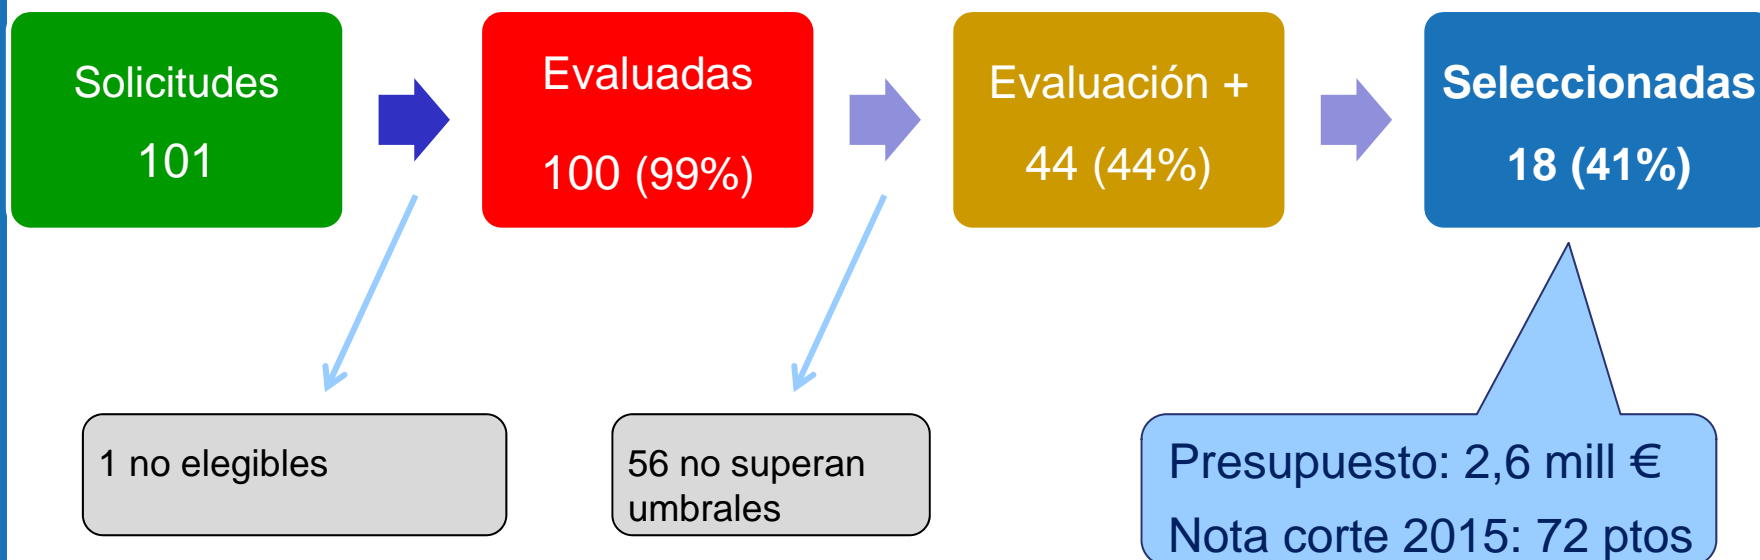 Solicitudes
101
Evaluadas
100 (99%)
Evaluación +
44 (44%)
Seleccionadas
18 (41%)
1 no elegibles
56 no superan
umbrales
Presupuesto: 2,6 mill €
Nota corte 2015: 72 ptos